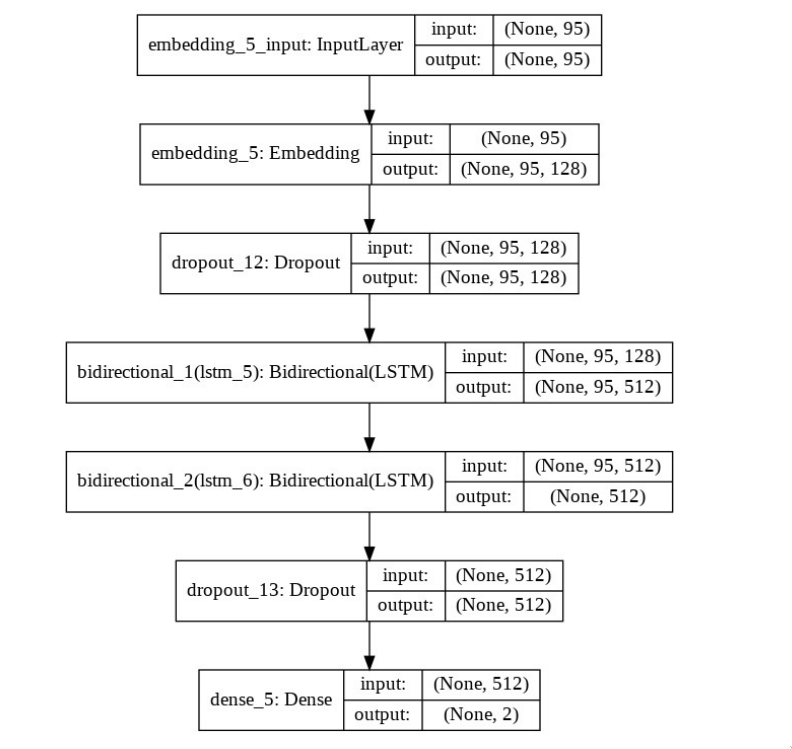 embedding_5_input: InputLayer
input: (None, 95)
output: (None, 95)
embedding_5: Embedding
input: (None, 95)
output: (None, 95, 128)
dropout_12: Dropout
input: (None, 95, 128)
output: (None, 95, 128)
bidirectional_1(lstm_5): Bidirectional(LSTM)
input: (None, 95, 128)
output: (None, 95, 512)
bidirectional_2(lstm_6): Bidirectional(LSTM)
input: (None, 95, 512)
output: (None, 512)
dropout_13: Dropout
input: (None, 512)
output: (None, 512)
dense_5: Dense
input: (None, 512)
output: (None, 2)